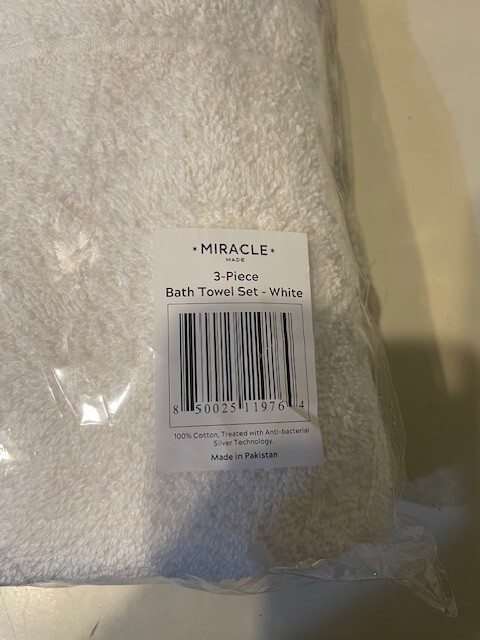 *MIRACLE*
MADE
3-Piece
Bath Towel Set - White
8 50025 11976 4
100% Cotton, Treated with Anti-bacterial
Silver Technology.
Made in Pakistan